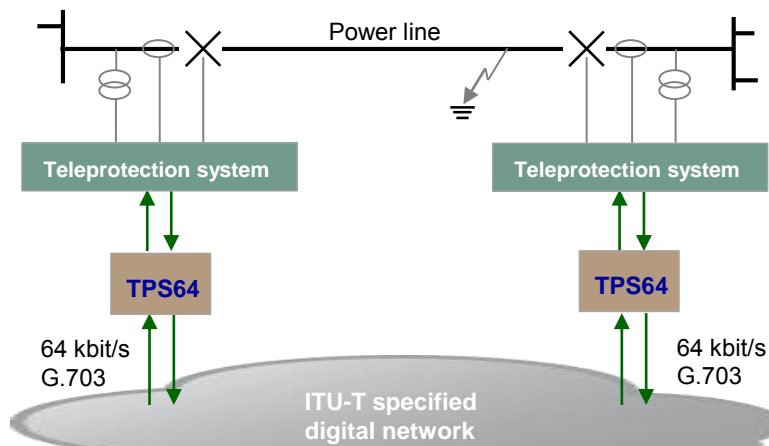 Power line
Teleprotection system
Teleprotection system
TPS64
TPS64
64 kbit/s
G.703
64 kbit/s
G.703
ITU-T specified
digital network